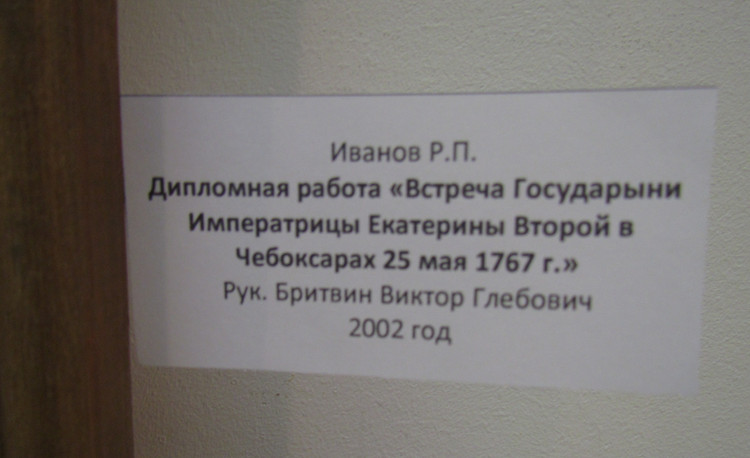 Иванов Р.П.
Дипломная работа «Встреча Государыни
Императрицы Екатерины Второй в
Чебоксарах 25 мая 1767 г.»
Рук. Бритвин Виктор Глебович
2002 год